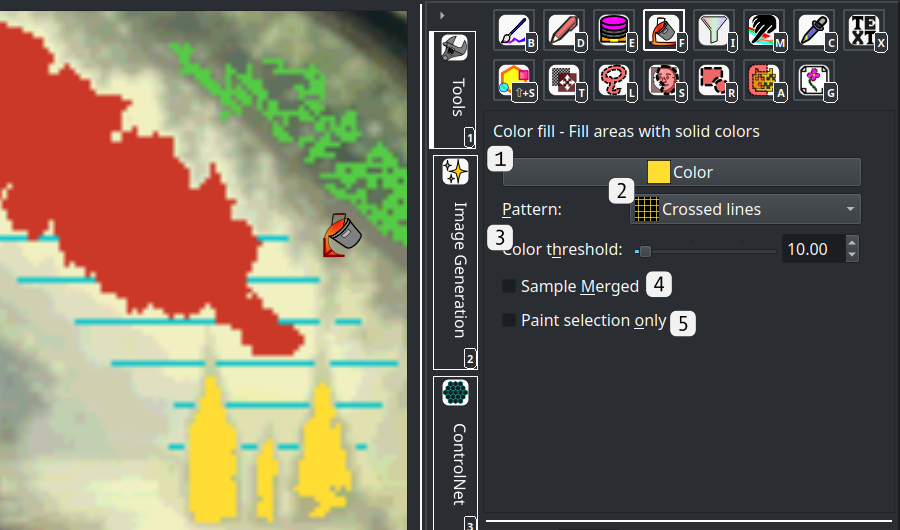 B
D
E
F
I
M
C
TEXT
X
⇧+S
T
L
S
R
A
G
Tools
1
Image Generation
2
ControlNet
3
Color fill - Fill areas with solid colors
1
Color
2
Pattern:
Crossed lines
3
Color threshold:
10.00
Sample Merged
4
Paint selection only
5